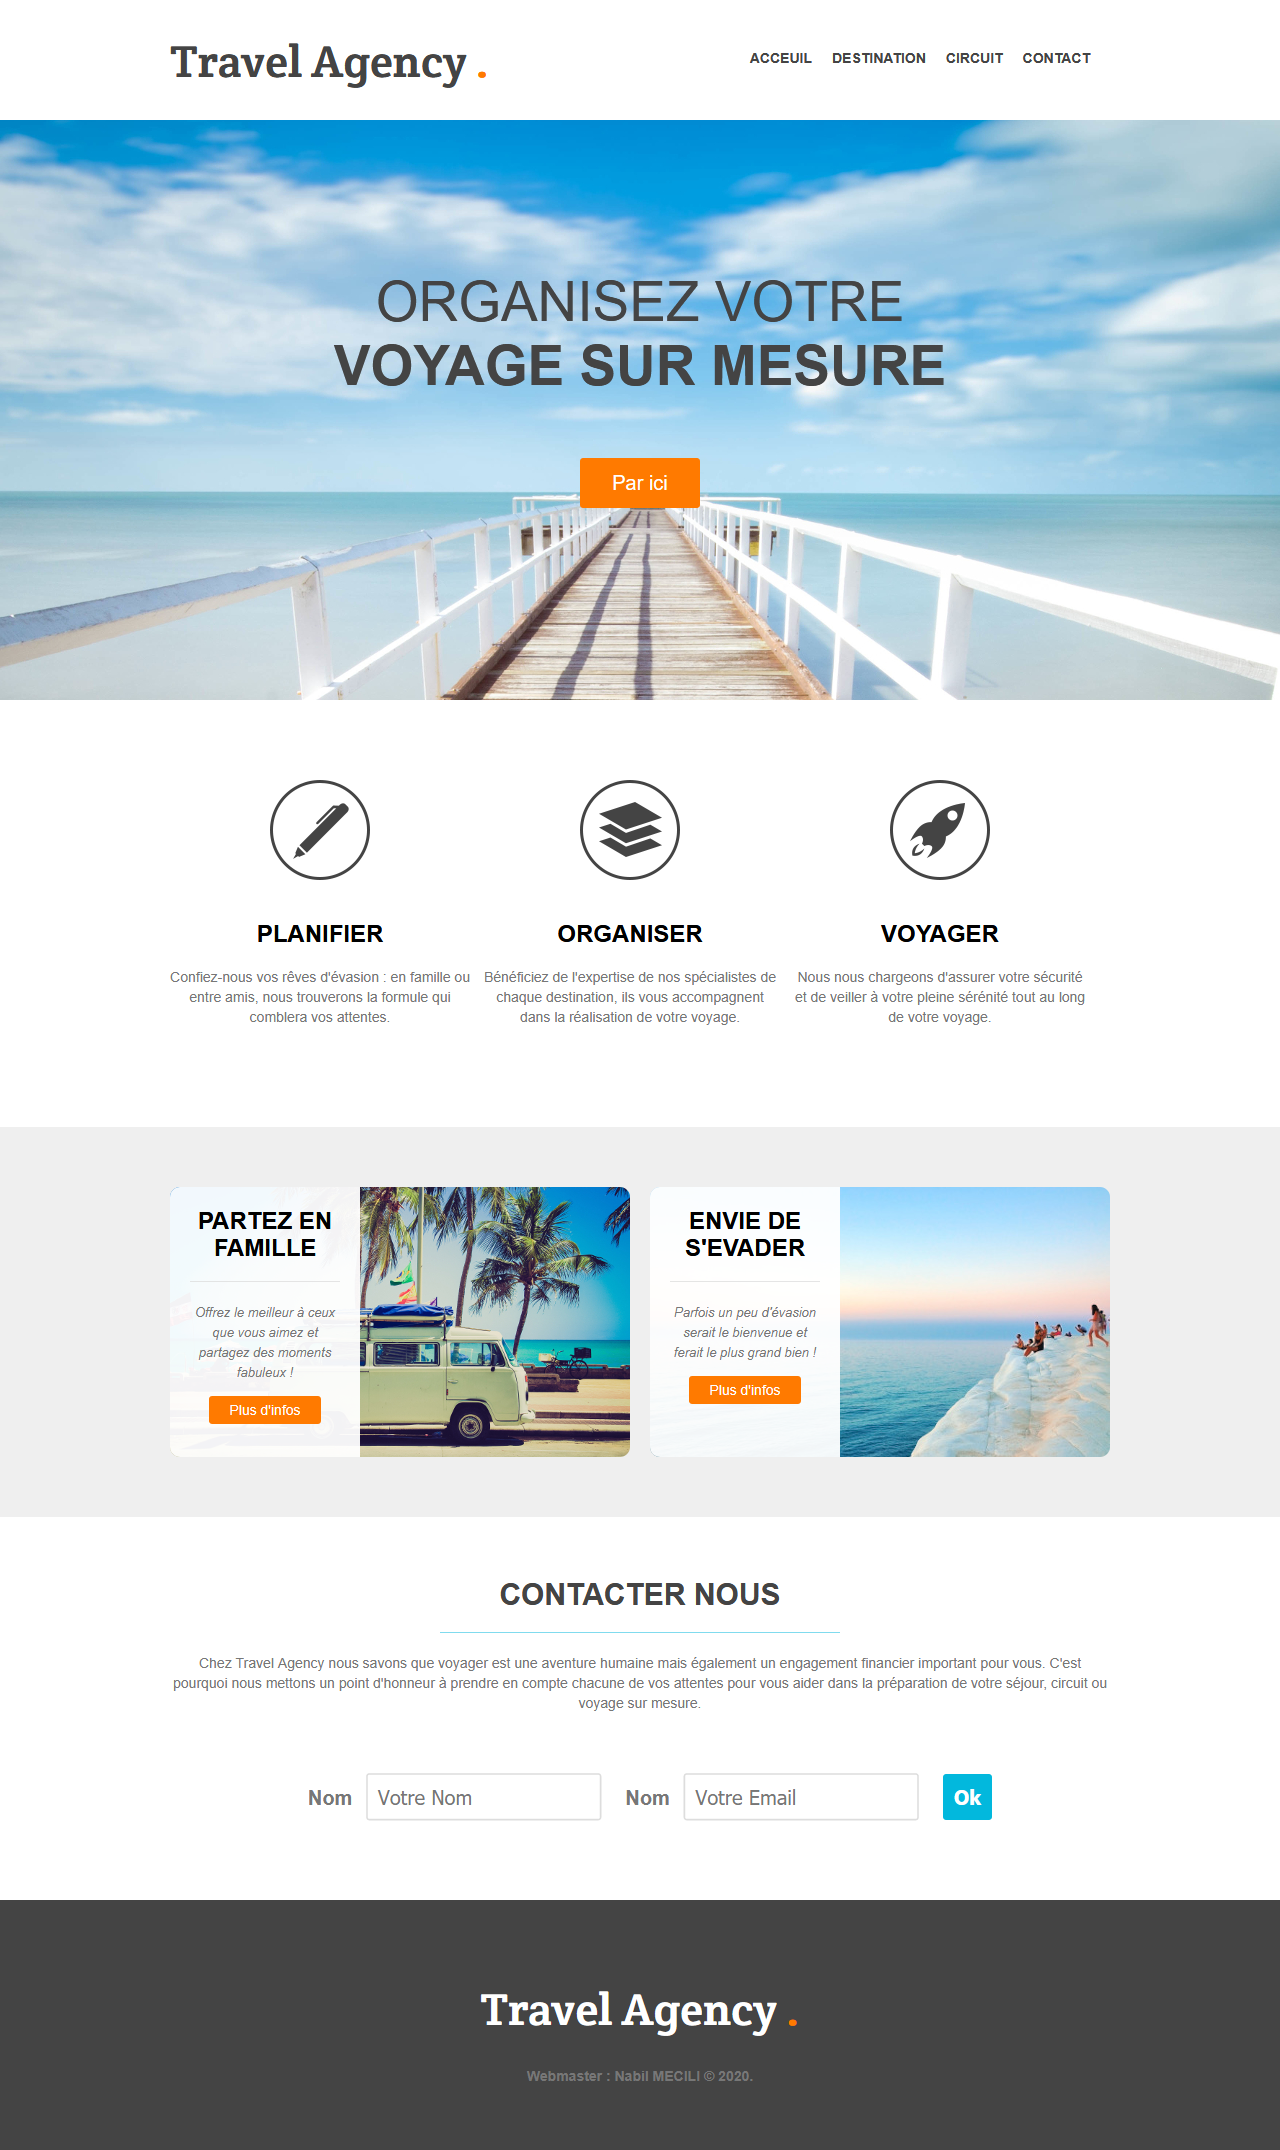 Travel Agency .
ACCEUIL DESTINATION CIRCUIT CONTACT
ORGANISEZ VOTRE
VOYAGE SUR MESURE
Par ici
PLANIFIER
Confiez-nous vos rêves d'évasion : en famille ou
entre amis, nous trouverons la formule qui
comblera vos attentes.
ORGANISER
Bénéficiez de l'expertise de nos spécialistes de
chaque destination, ils vous accompagnent
dans la réalisation de votre voyage.
VOYAGER
Nous nous chargeons d'assurer votre sécurité
et de veiller à votre pleine sérénité tout au long
de votre voyage.
PARTEZ EN
FAMILLE
Offrez le meilleur à ceux
que vous aimez et
partagez des moments
fabuleux !
Plus d'infos
ENVIE DE
S'EVADER
Parfois un peu d'évasion
serait le bienvenue et
ferait le plus grand bien !
Plus d'infos
CONTACTER NOUS
Chez Travel Agency nous savons que voyager est une aventure humaine mais également un engagement financier important pour vous. C'est
pourquoi nous mettons un point d'honneur à prendre en compte chacune de vos attentes pour vous aider dans la préparation de votre séjour, circuit ou
voyage sur mesure.
Nom Votre Nom Nom Votre Email Ok
Travel Agency .
Webmaster : Nabil MECILI © 2020.